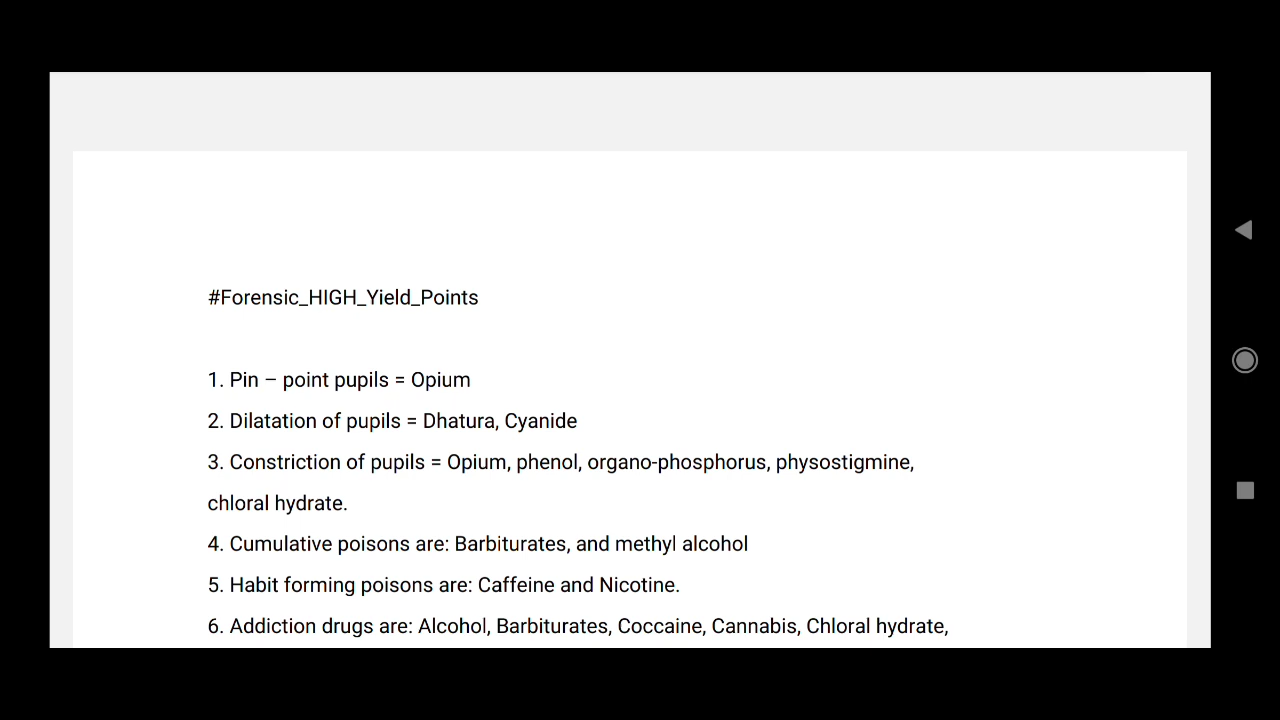 #Forensic_HIGH_Yield_Points
1. Pin – point pupils = Opium
2. Dilatation of pupils = Dhatura, Cyanide
3. Constriction of pupils = Opium, phenol, organo-phosphorus, physostigmine,
chloral hydrate.
4. Cumulative poisons are: Barbiturates, and methyl alcohol
5. Habit forming poisons are: Caffeine and Nicotine.
6. Addiction drugs are: Alcohol, Barbiturates, Coccaine, Cannabis, Chloral hydrate,